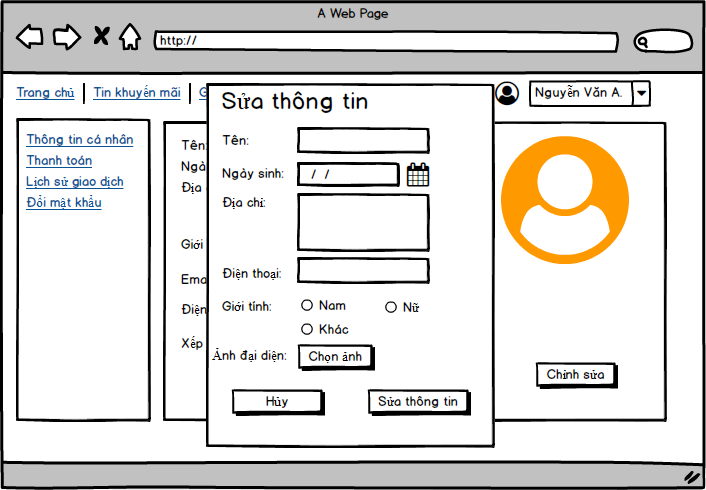 A Web Page
http://
Trang chủ Tin khuyến mãi G Nguyễn Văn A.
Sửa thông tin
Thông tin cá nhân
Thanh toán
Lịch sử giao dịch
Đổi mật khẩu
Tên:
Ngà
Địa
Giới
Ema
Điện
Xếp
Tên:
Ngày sinh: / /
Địa chỉ:
Điện thoại:
Giới tính: Nam Nữ
Khác
Ảnh đại diện: Chọn ảnh
Hủy Sửa thông tin
Chỉnh sửa